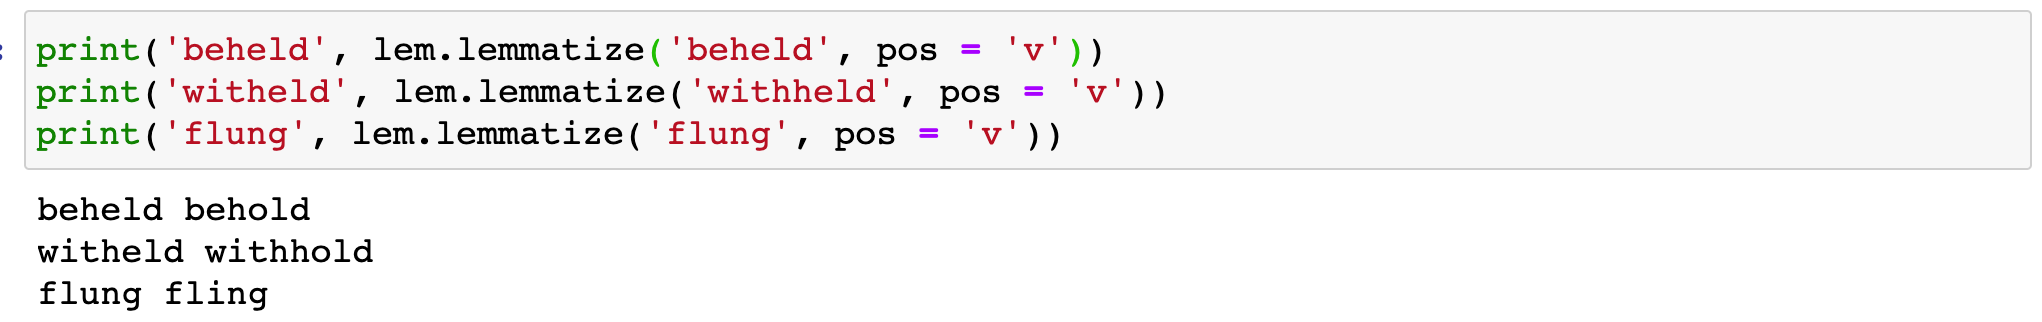 print('beheld', lem.lemmatize('beheld', pos = 'v'))
print('witheld', lem.lemmatize('withheld', pos = 'v'))
print('flung', lem.lemmatize('flung', pos = 'v'))
beheld behold
witheld withhold
flung fling